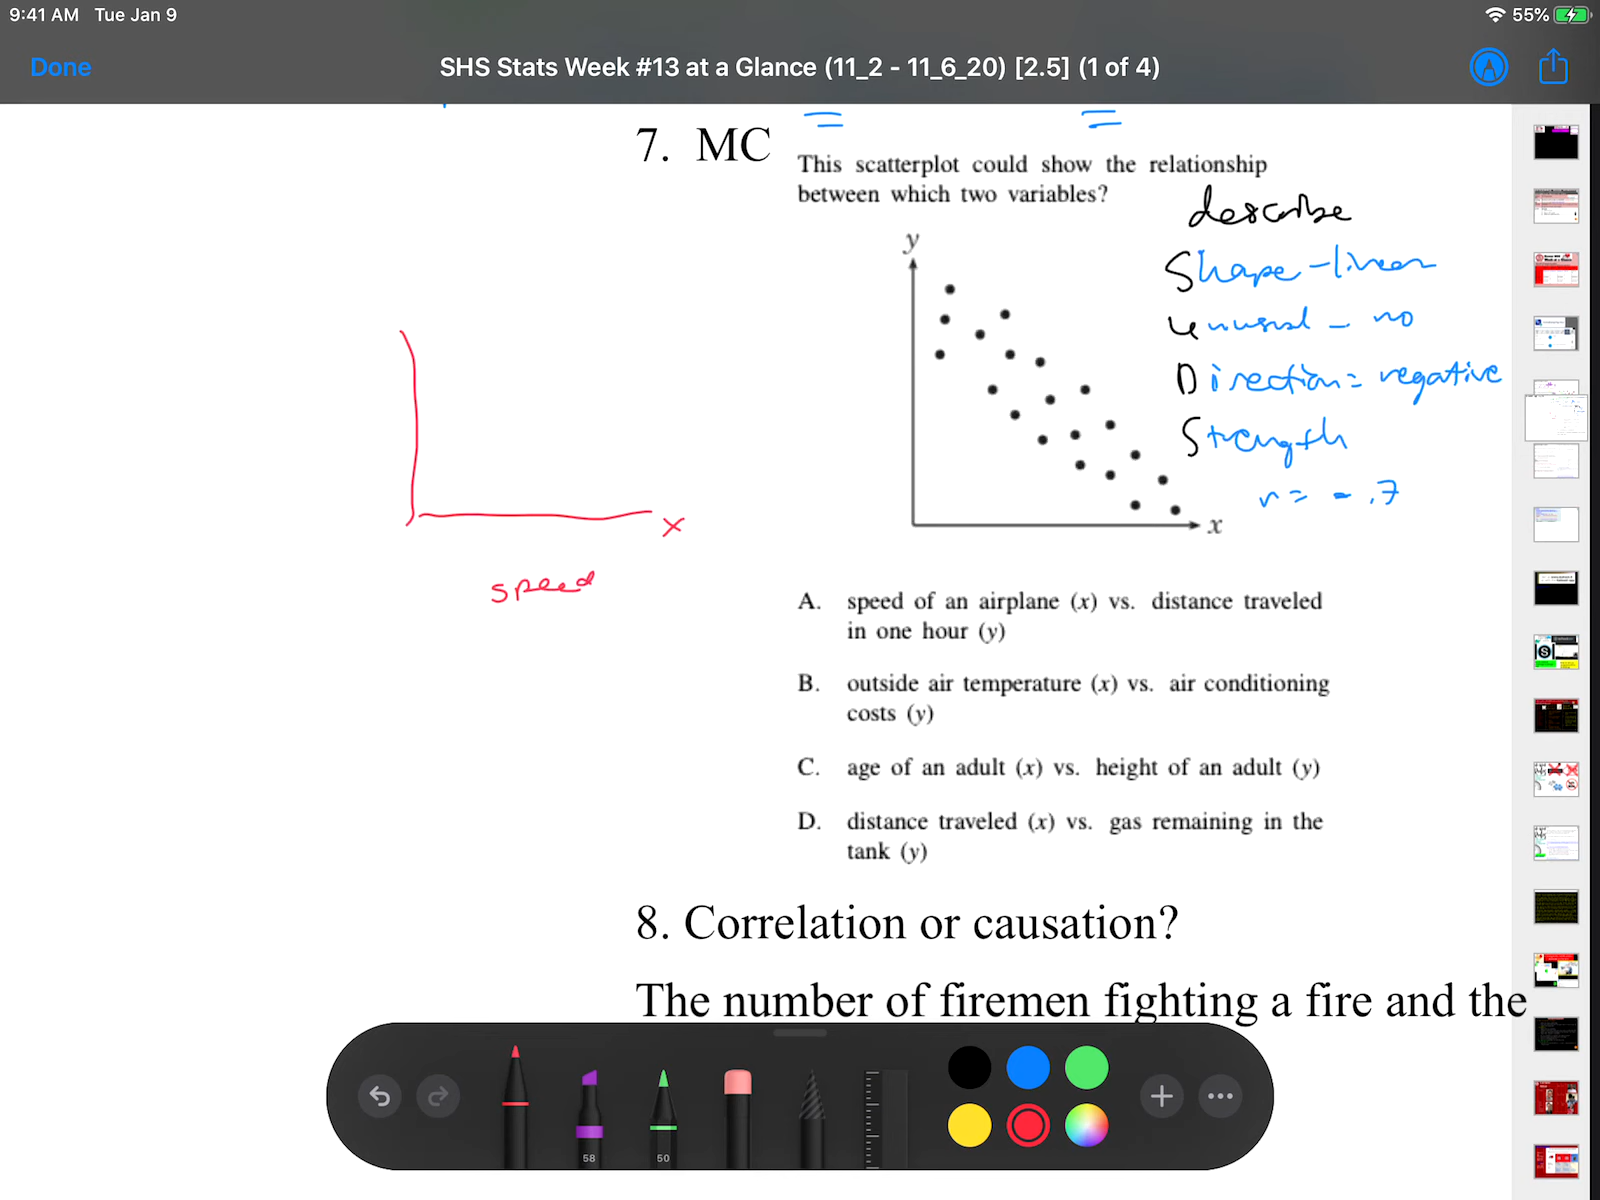 9:41 AM Tue Jan 9
55%
Done
SHS Stats Week #13 at a Glance (11_2 - 11_6_20) [2.5] (1 of 4)
7. MC
This scatterplot could show the relationship
between which two variables?
describe
Shape - linear
Unusual - no
Direction = negative
Strength
r = - .7
y
x
x
speed
A. speed of an airplane (x) vs. distance traveled
in one hour (y)
B. outside air temperature (x) vs. air conditioning
costs (y)
C. age of an adult (x) vs. height of an adult (y)
D. distance traveled (x) vs. gas remaining in the
tank (y)
8. Correlation or causation?
The number of firemen fighting a fire and the
58
50